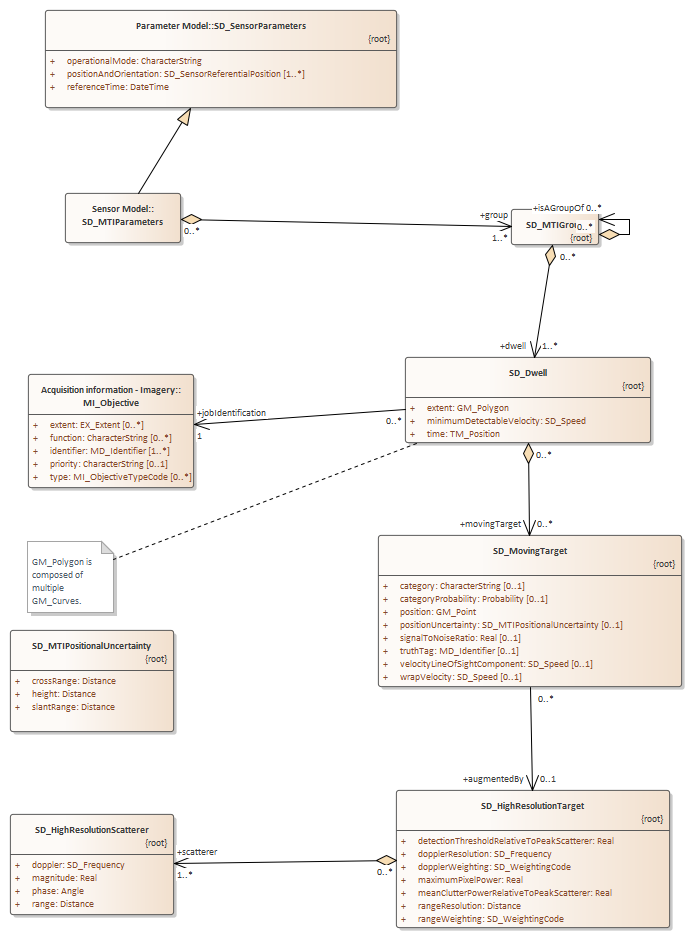 Parameter Model::SD_SensorParameters
{root}
+ operationalMode: CharacterString
+ positionAndOrientation: SD_SensorReferentialPosition [1..*]
+ referenceTime: DateTime
Sensor Model::
SD_MTIParameters
0..*
+group
1..*
+isAGroupOf 0..*
SD_MTIGro
0..*
{root}
0..*
+dwell
1..*
SD_Dwell
{root}
+ extent: GM_Polygon
+ minimumDetectableVelocity: SD_Speed
+ time: TM_Position
Acquisition information - Imagery::
MI_Objective
+ extent: EX_Extent [0..*]
+ function: CharacterString [0..*]
+ identifier: MD_Identifier [1..*]
+ priority: CharacterString [0..1]
+ type: MI_ObjectiveTypeCode [0..*]
+jobIdentification
1
0..*
0..*
+movingTarget
0..*
GM_Polygon is
composed of
multiple
GM_Curves.
SD_MovingTarget
{root}
+ category: CharacterString [0..1]
+ categoryProbability: Probability [0..1]
+ position: GM_Point
+ positionUncertainty: SD_MTIPositionalUncertainty [0..1]
+ signalToNoiseRatio: Real [0..1]
+ truthTag: MD_Identifier [0..1]
+ velocityLineOfSightComponent: SD_Speed [0..1]
+ wrapVelocity: SD_Speed [0..1]
SD_MTIPositionalUncertainty
{root}
+ crossRange: Distance
+ height: Distance
+ slantRange: Distance
0..*
+augmentedBy
0..1
SD_HighResolutionTarget
{root}
+ detectionThresholdRelativeToPeakScatterer: Real
+ dopplerResolution: SD_Frequency
+ dopplerWeighting: SD_WeightingCode
+ maximumPixelPower: Real
+ meanClutterPowerRelativeToPeakScatterer: Real
+ rangeResolution: Distance
+ rangeWeighting: SD_WeightingCode
SD_HighResolutionScatterer
{root}
+ doppler: SD_Frequency
+ magnitude: Real
+ phase: Angle
+ range: Distance
+scatterer
1..*
0..*